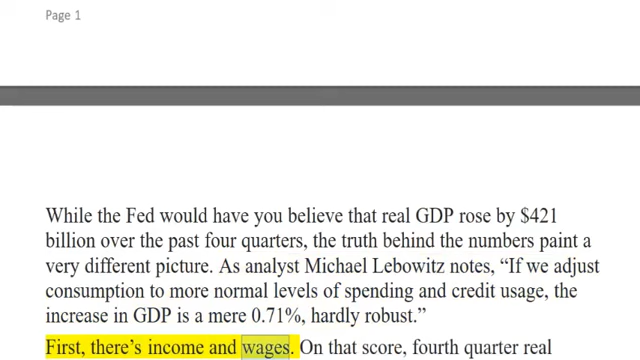 Page 1
While the Fed would have you believe that real GDP rose by $421
billion over the past four quarters, the truth behind the numbers paint a
very different picture. As analyst Michael Lebowitz notes, “If we adjust
consumption to more normal levels of spending and credit usage, the
increase in GDP is a mere 0.71%, hardly robust.”
First, there’s income and wages. On that score, fourth quarter real